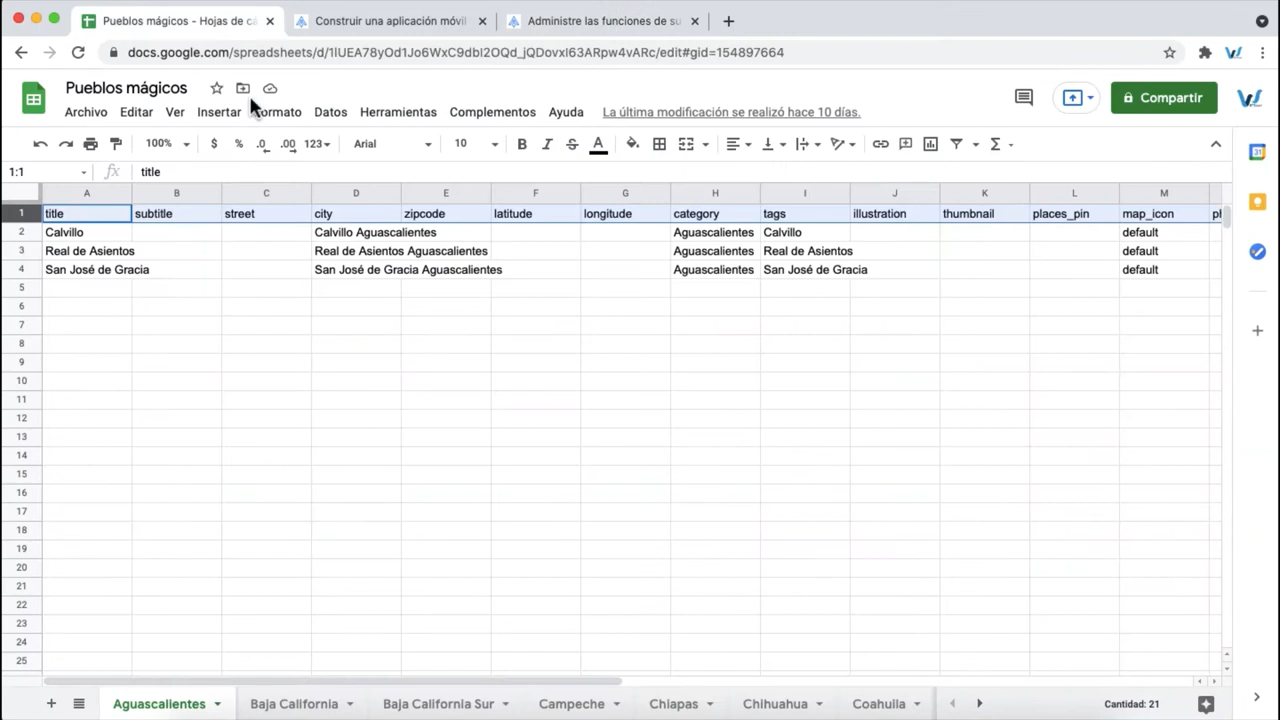 Pueblos mágicos - Hojas de cá
Construir una aplicación móvil
Administre las funciones de su
docs.google.com/spreadsheets/d/1lUEA78yOd1Jo6WxC9dbI2OQd_jQDovxI63ARpw4vARc/edit#gid=154897664
Pueblos mágicos
Archivo Editar Ver Insertar Formato Datos Herramientas Complementos Ayuda La última modificación se realizó hace 10 días.
Compartir
100% $ % .0 .00 123 Arial 10 B I S A
1:1 fx title
A B C D E F G H I J K L M
1 title subtitle street city zipcode latitude longitude category tags illustration thumbnail places_pin map_icon
2 Calvillo Calvillo Aguascalientes Aguascalientes Calvillo default
3 Real de Asientos Real de Asientos Aguascalientes Aguascalientes Real de Asientos default
4 San José de Gracia San José de Gracia Aguascalientes Aguascalientes San José de Gracia default
5
6
7
8
9
10
11
12
13
14
15
16
17
18
19
20
21
22
23
24
25
Aguascalientes Baja California Baja California Sur Campeche Chiapas Chihuahua Coahulla Cantidad: 21